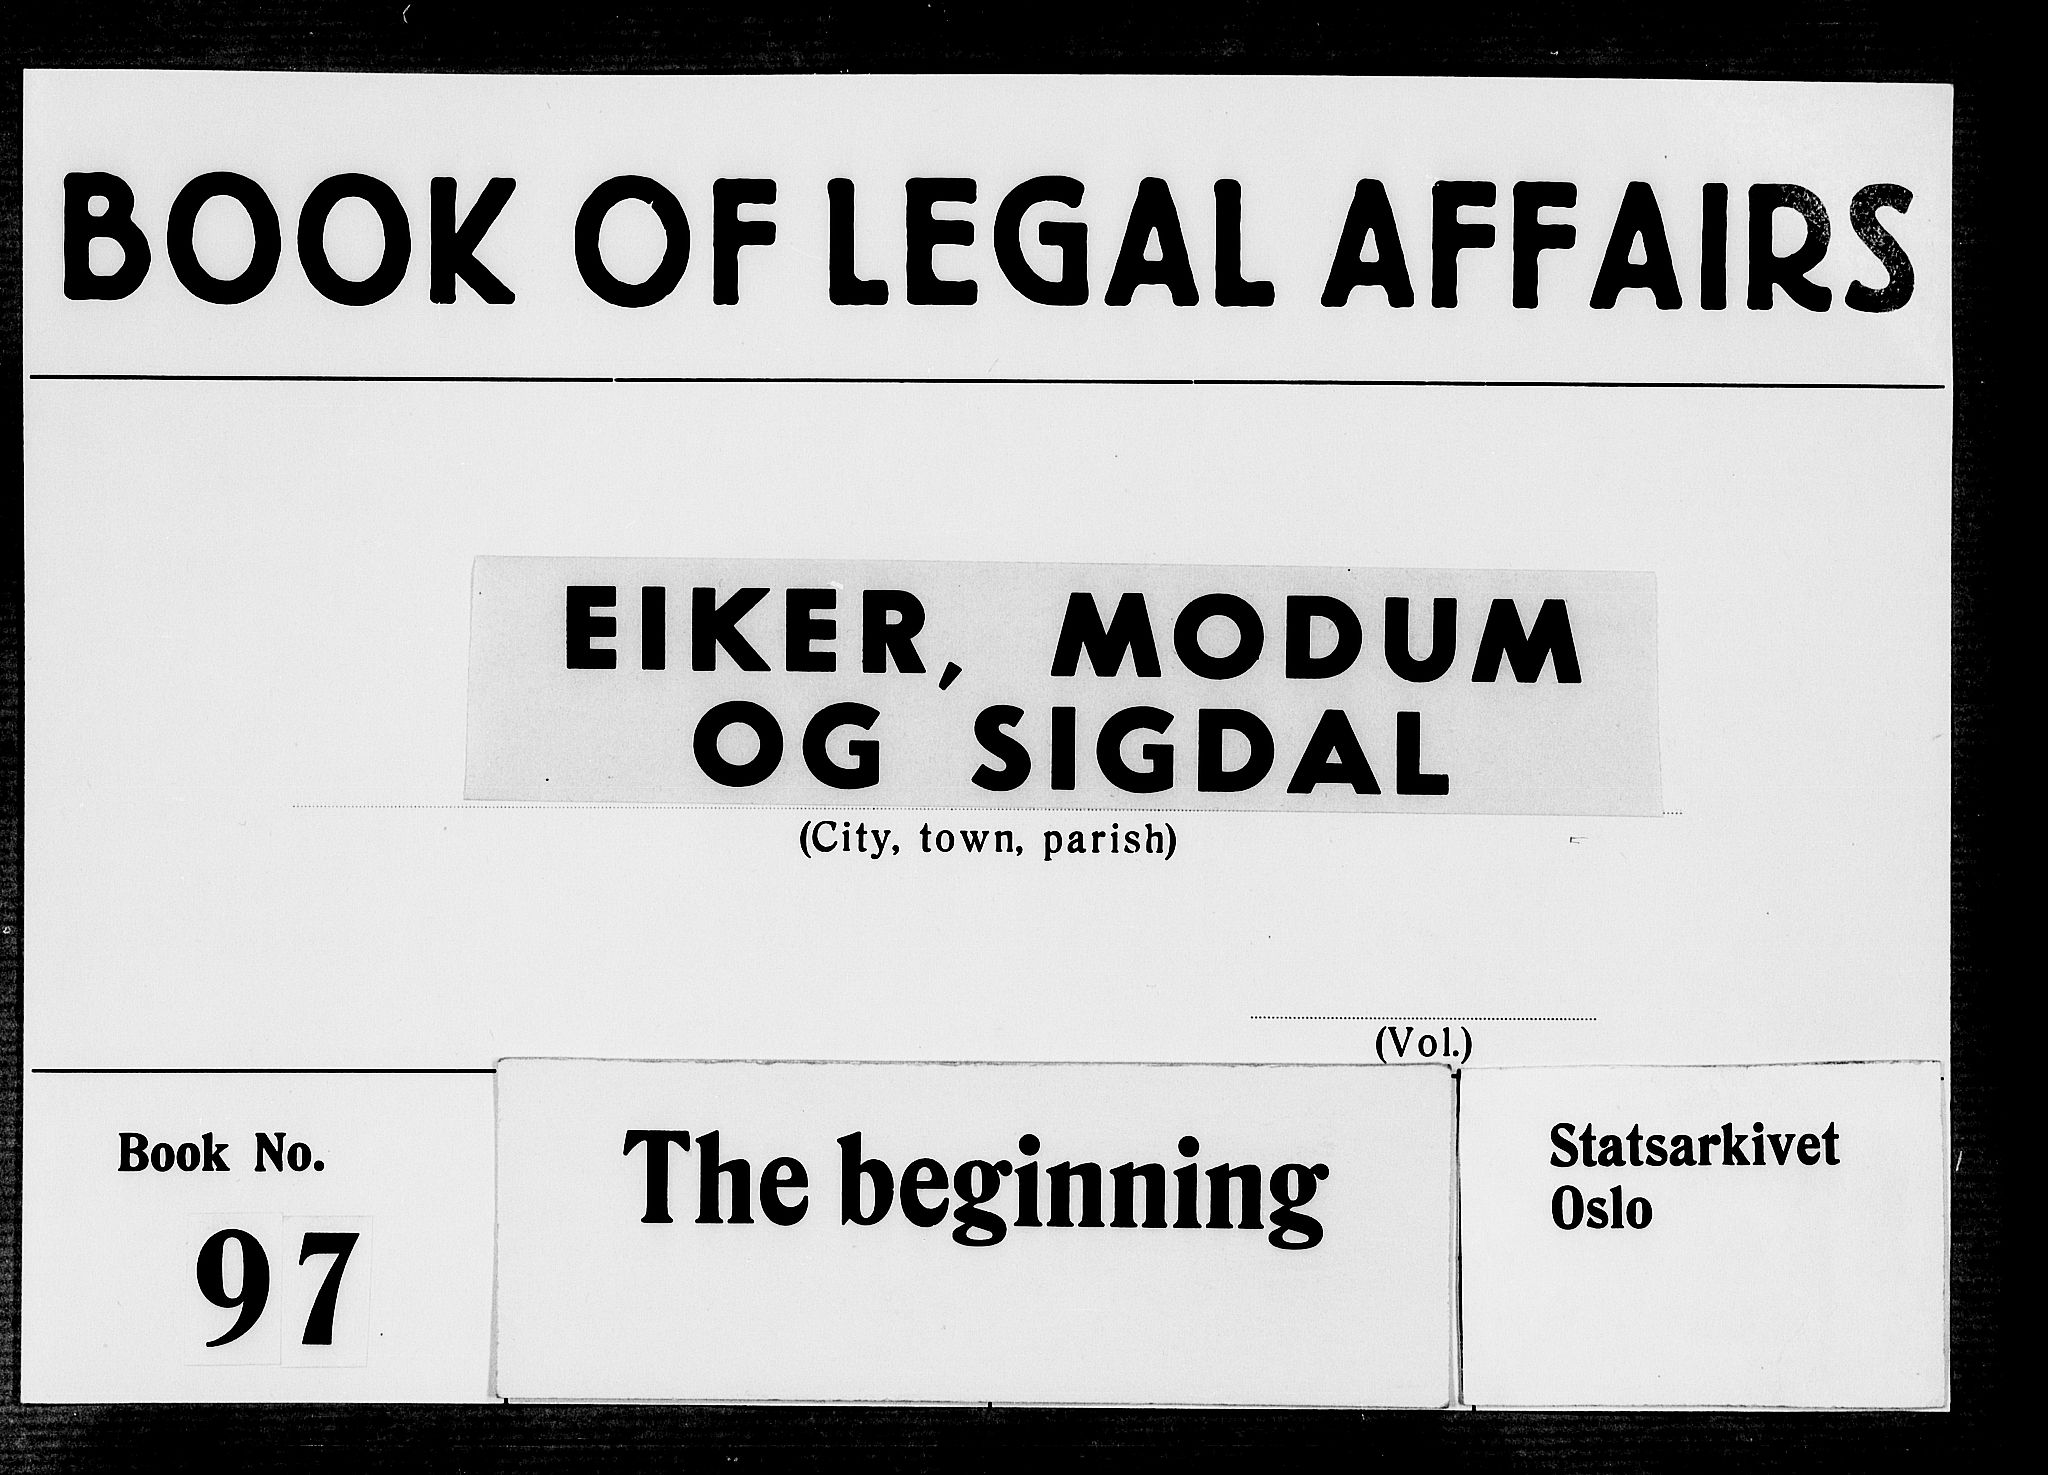 BOOK OF LEGAL AFFAIRS
EIKER, MODUM
OG SIGDAL
(City, town, parish)
(Vol.)
Book No.
97
The beginning
Statsarkivet
Oslo